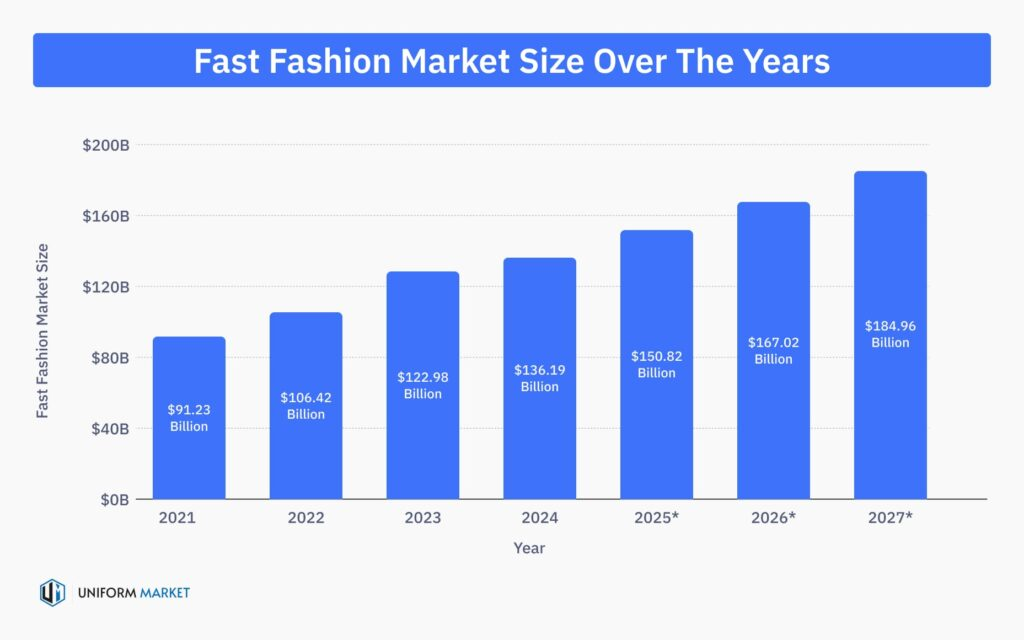 Fast Fashion Market Size Over The Years
$200B
$160B
$120B
$80B
$40B
$0B
Fast Fashion Market Size
$91.23
Billion
$106.42
Billion
$122.98
Billion
$136.19
Billion
$150.82
Billion
$167.02
Billion
$184.96
Billion
2021
2022
2023
2024
2025*
2026*
2027*
Year
UM
UNIFORM MARKET